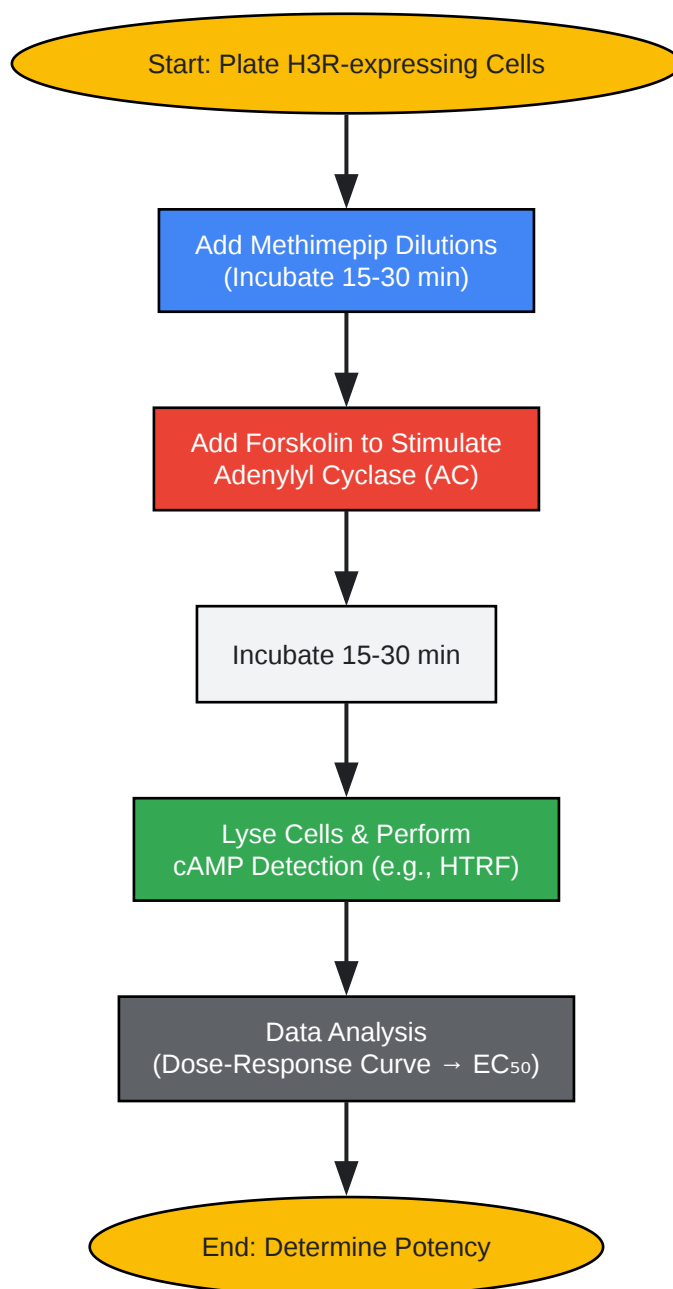 Start: Plate H3R-expressing Cells
Add Methimepip Dilutions
(Incubate 15-30 min)
Add Forskolin to Stimulate
Adenylyl Cyclase (AC)
Incubate 15-30 min
Lyse Cells & Perform
cAMP Detection (e.g., HTRF)
Data Analysis
(Dose-Response Curve → EC₅₀)
End: Determine Potency